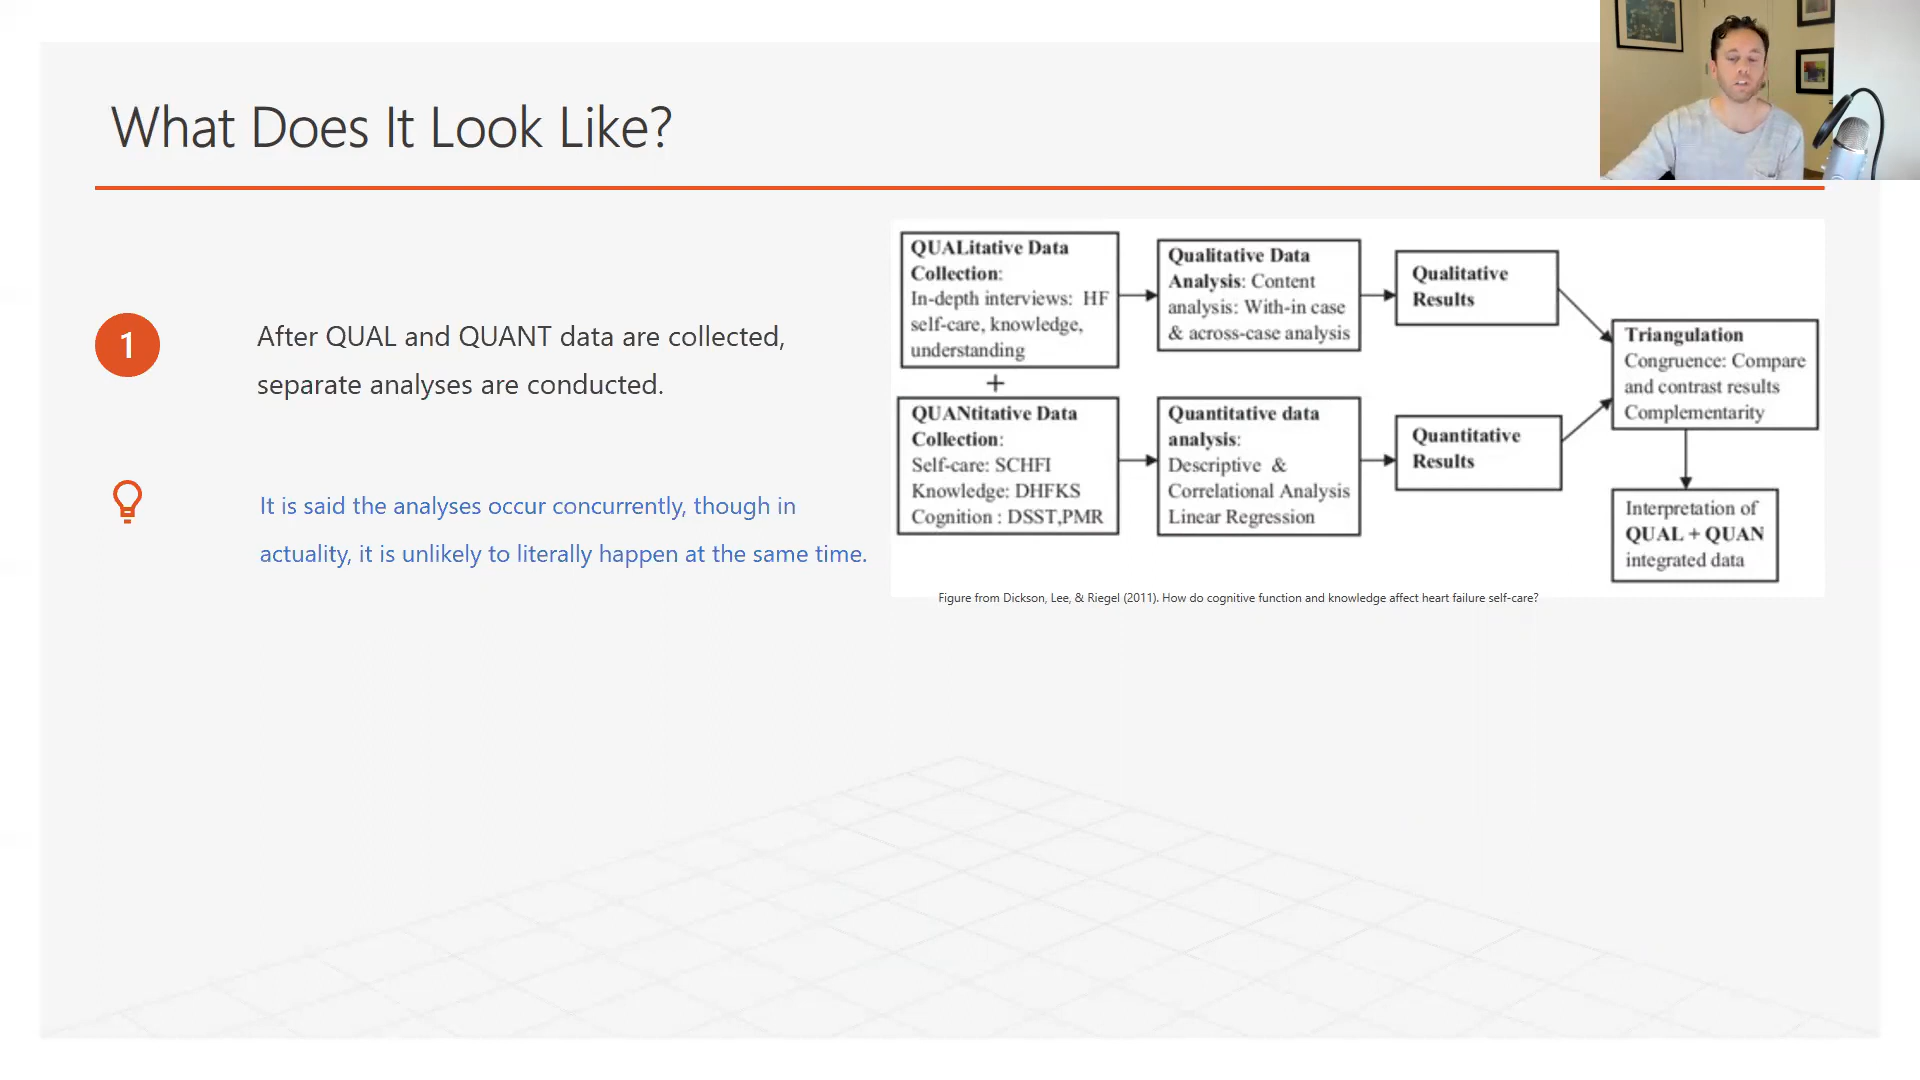 What Does It Look Like?
1
After QUAL and QUANT data are collected,
separate analyses are conducted.
It is said the analyses occur concurrently, though in
actuality, it is unlikely to literally happen at the same time.
QUALitative Data
Collection:
In-depth interviews: HF
self-care, knowledge,
understanding
+
QUANtitative Data
Collection:
Self-care: SCHFI
Knowledge: DHFKS
Cognition : DSST,PMR
Qualitative Data
Analysis: Content
analysis: With-in case
& across-case analysis
Quantitative data
analysis:
Descriptive &
Correlational Analysis
Linear Regression
Qualitative
Results
Quantitative
Results
Triangulation
Congruence: Compare
and contrast results
Complementarity
Interpretation of
QUAL + QUAN
integrated data
Figure from Dickson, Lee, & Riegel (2011). How do cognitive function and knowledge affect heart failure self-care?